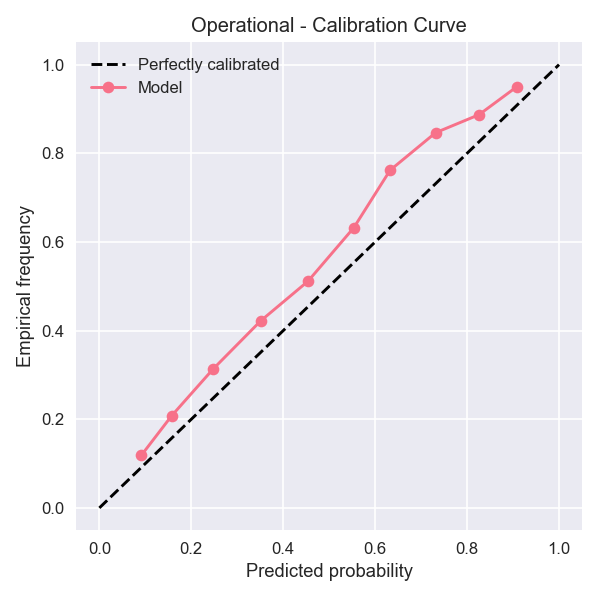 Operational - Calibration Curve
Perfectly calibrated
Model
1.0
0.8
0.6
0.4
0.2
0.0
Empirical frequency
0.0 0.2 0.4 0.6 0.8 1.0
Predicted probability